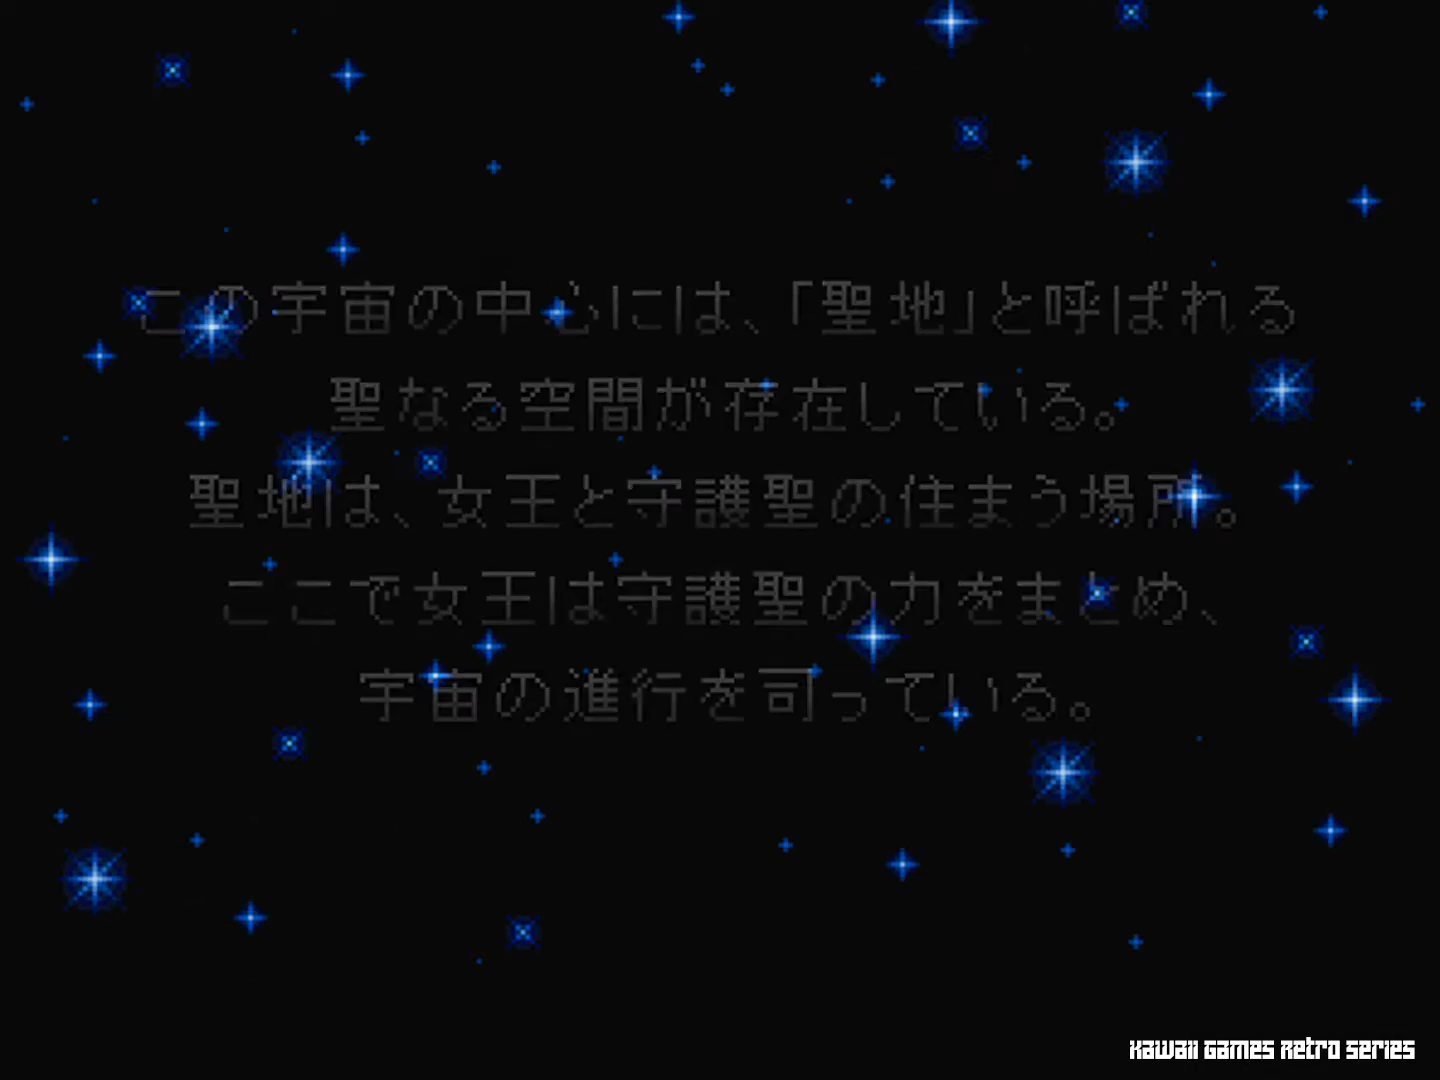 この宇宙の中心には、「聖地」と呼ばれる
聖なる空間が存在している。
聖地は、女王と守護聖の住まう場所。
ここで女王は守護聖の力をまとめ、
宇宙の進行を司っている。
Kawaii Games Retro Series